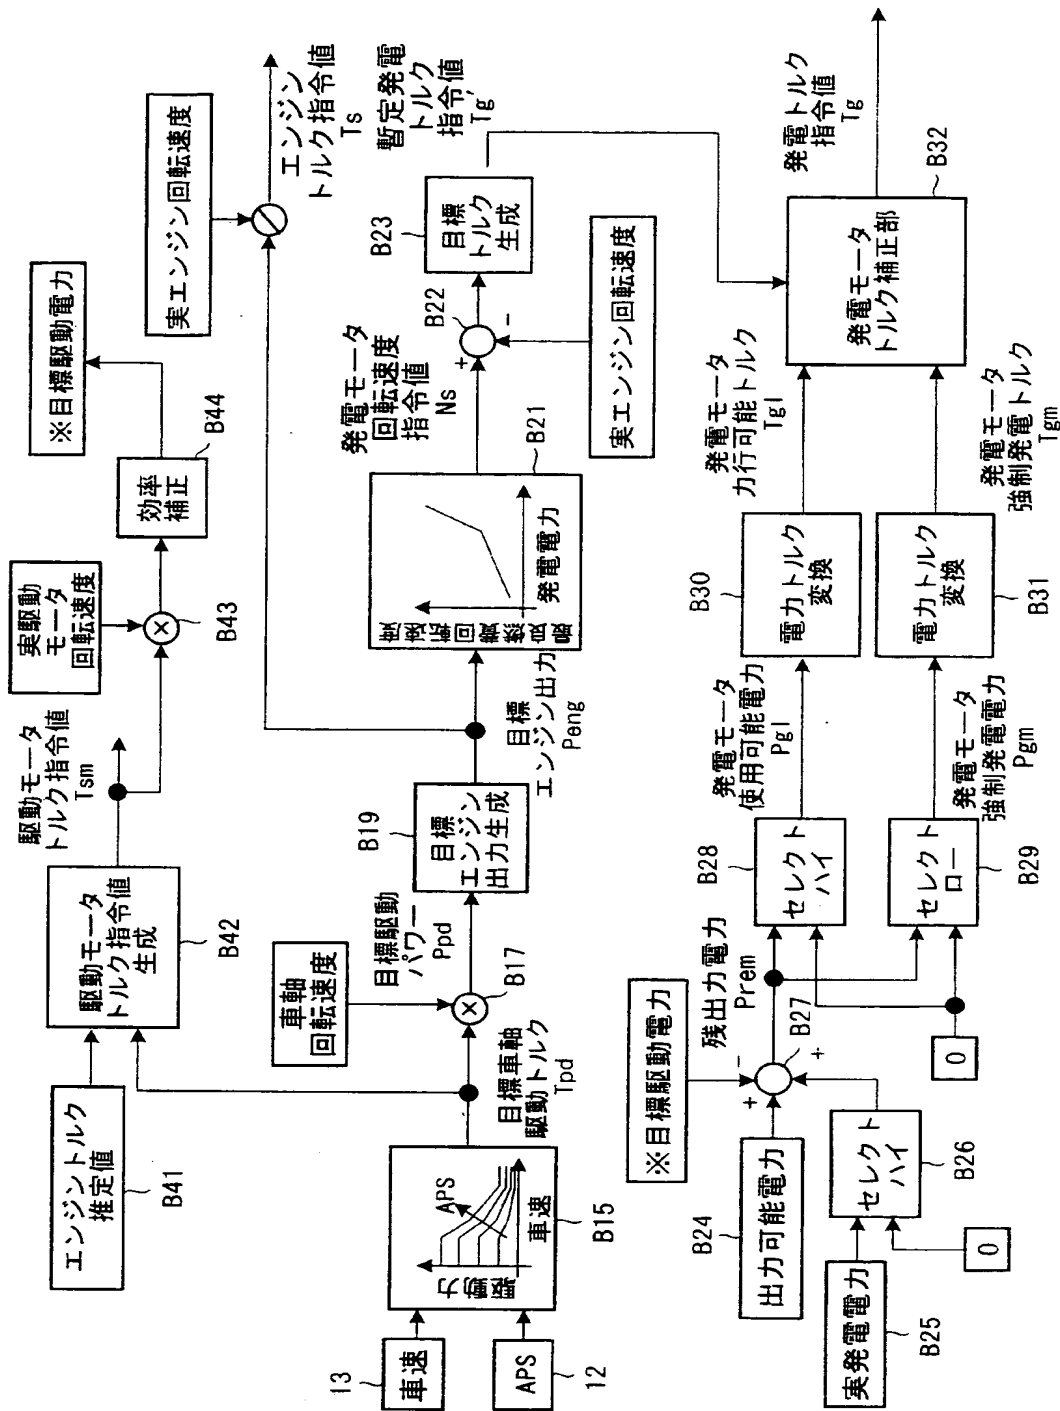 エンジントルク
推定値
B41
駆動モータ
トルク指令値
生成
B42
駆動モータ
トルク指令値
Tsm
実駆動
モータ
回転速度
×
B43
効率
補正
B44
※目標駆動電力
実エンジン回転速度
エンジン
トルク指令値
Ts
13
車速
APS
12
駆動力
APS
車速
B15
目標車軸
駆動トルク
Tpd
車軸
回転速度
×
B17
目標駆動
パワー
Ppd
B19
目標
エンジン
出力生成
目標
エンジン出力
Peng
発電電力
B21
発電モータ
回転速度
指令値
Ns
+
-
B22
実エンジン回転速度
B23
目標
トルク
生成
暫定発電
トルク
指令値
Tg'
B24
出力可能電力
実発電電力
B25
0
セレクト
ハイ
B26
※目標駆動電力
+
-
+
B27
残出力電力
Prem
0
B28
セレクト
ハイ
セレクト
ロー
B29
発電モータ
使用可能電力
Pgl
発電モータ
強制発電電力
Pgm
B30
電力トルク
変換
電力トルク
変換
B31
発電モータ
力行可能トルク
Tgl
発電モータ
強制発電トルク
Tgm
発電モータ
トルク補正部
B32
発電トルク
指令値
Tg